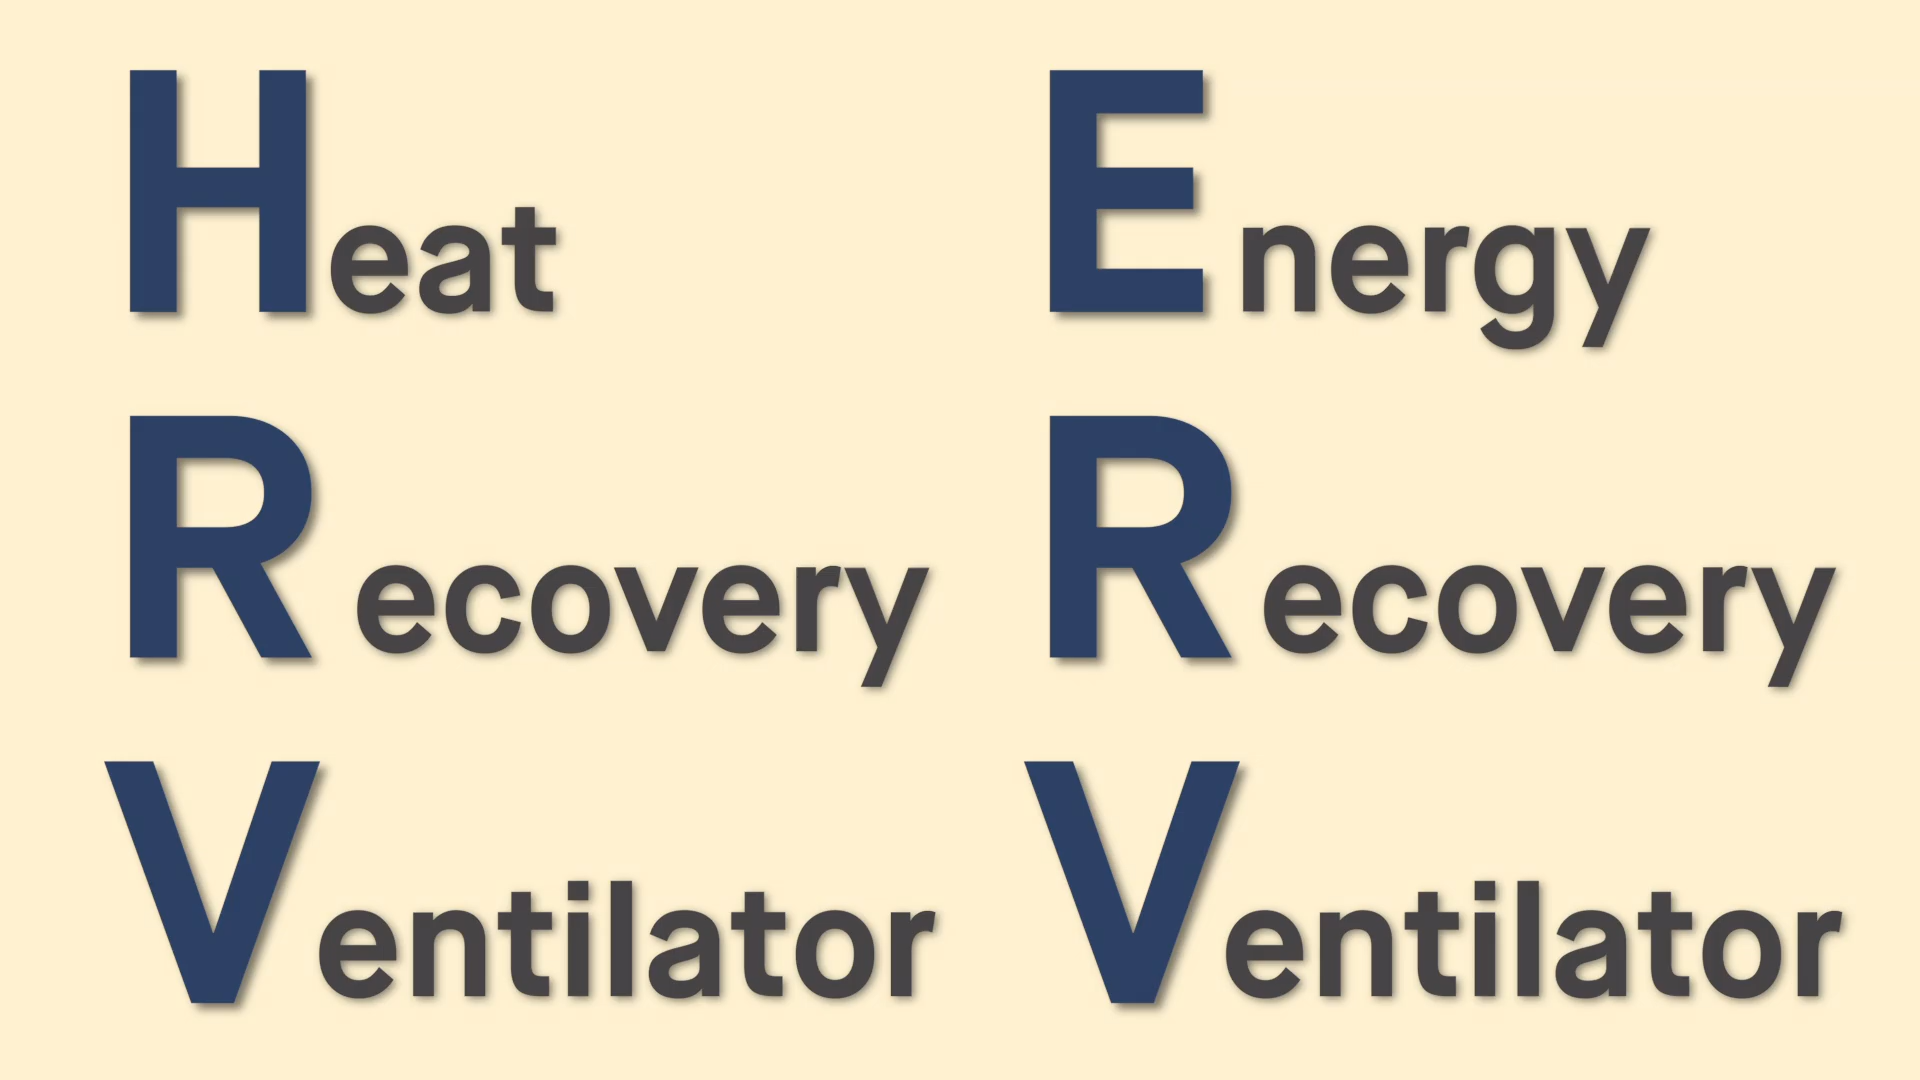 Heat
Recovery
Ventilator
Energy
Recovery
Ventilator